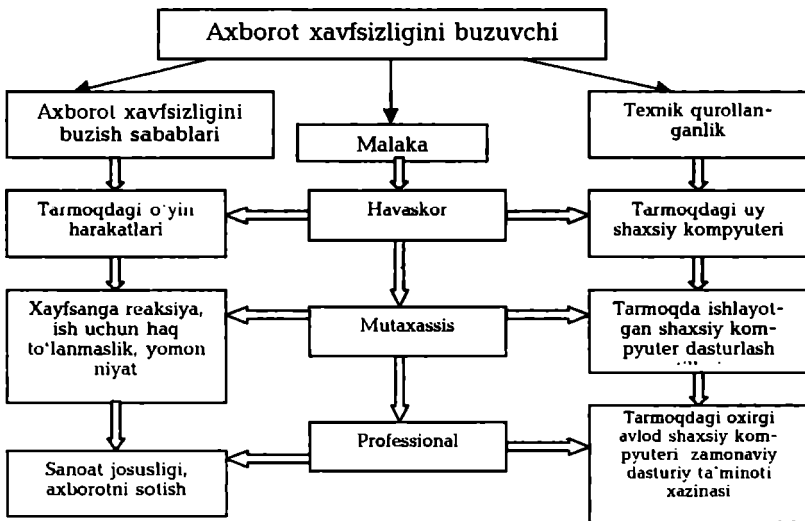 Axborot xavfsizligini buzuvchi
Axborot xavfsizligini
buzish sabablari
Malaka
Texnik qurollan-
ganlik
Tarmoqdagi o‘yin
harakatlari
Havaskor
Tarmoqdagi uy
shaxsiy kompyuteri
Xayfsanga reaksiya,
ish uchun haq
to‘lanmaslik, yomon
niyat
Mutaxassis
Tarmoqda ishlayot-
gan shaxsiy kom-
pyuter dasturlash
Sanoat josusligi,
axborotni sotish
Professional
Tarmoqdagi oxirgi
avlod shaxsiy kom-
pyuteri zamonaviy
dasturiy ta‘minoti
xazinasi